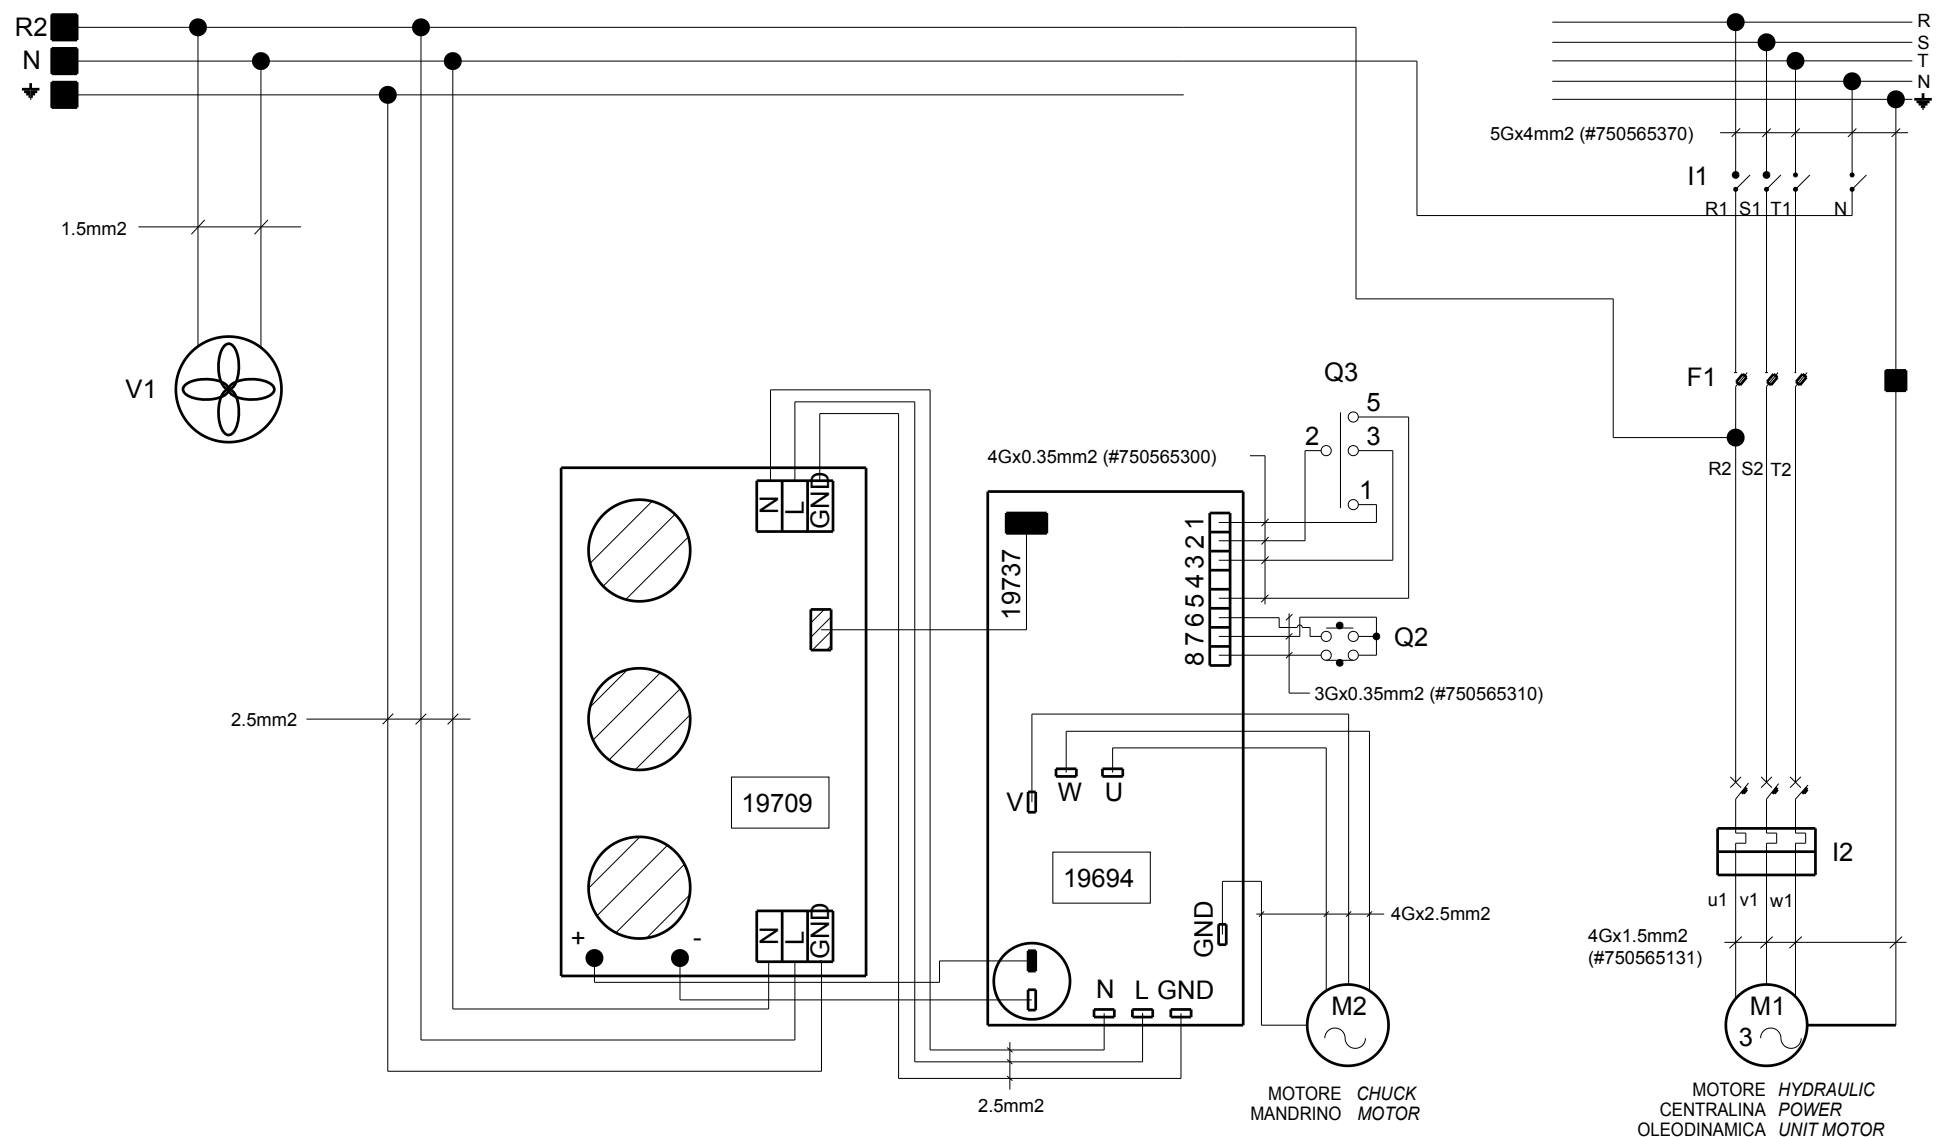 R2
N
R
S
T
N
5Gx4mm2 (#750565370)
I1
R1 S1 T1 N
1.5mm2
V1
F1
R2 S2 T2
Q3
5
2 3
1
4Gx0.35mm2 (#750565300)
N L GND
19737
1
2
3
4
5
6
7
8
Q2
3Gx0.35mm2 (#750565310)
2.5mm2
V W U
19709
19694
I2
u1 v1 w1
GND
4Gx2.5mm2
4Gx1.5mm2
(#750565131)
+ -
N L GND
N L GND
M2
M1
3
2.5mm2
MOTORE CHUCK
MANDRINO MOTOR
MOTORE HYDRAULIC
CENTRALINA POWER
OLEODINAMICA UNIT MOTOR